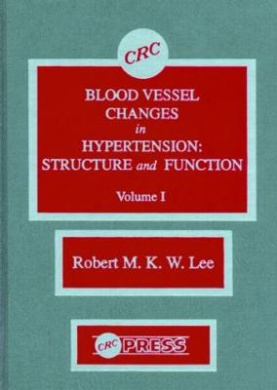 CRC
BLOOD VESSEL
CHANGES
in
HYPERTENSION:
STRUCTURE and FUNCTION
Volume I
Robert M. K. W. Lee
CRC PRESS